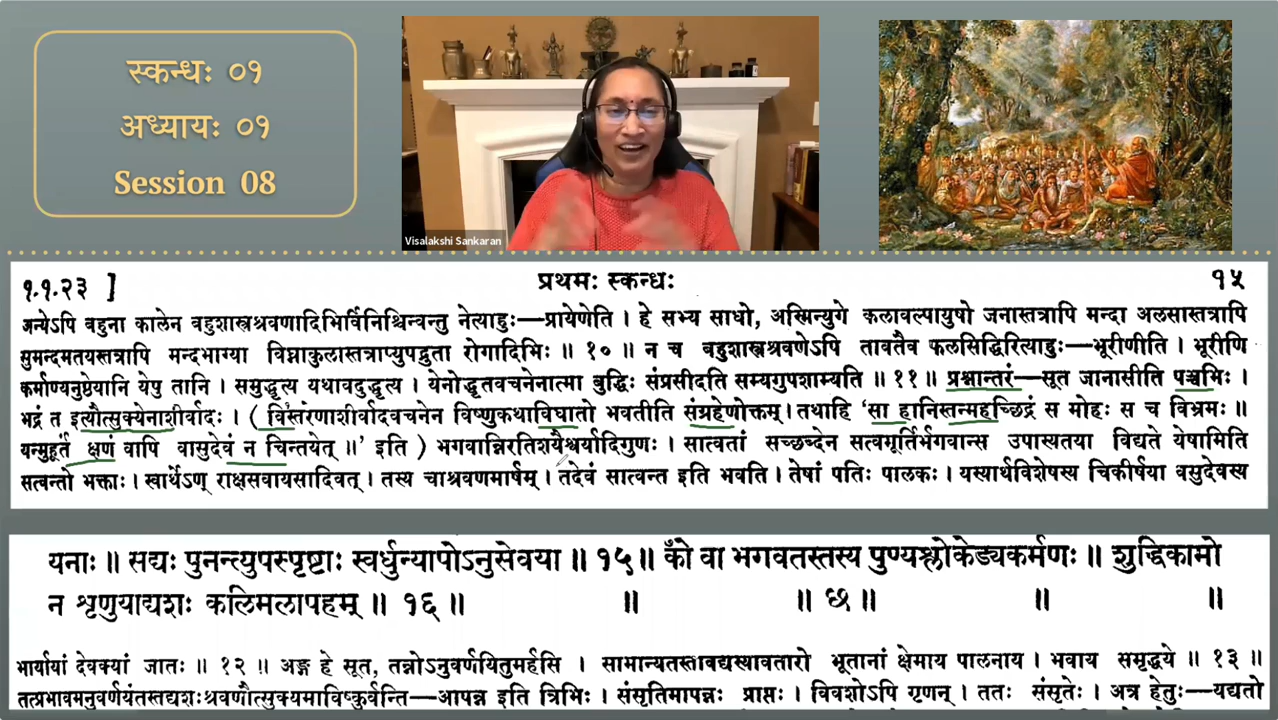 स्कन्धः ०१
अध्यायः ०१
Session 08
Visalakshi Sankaran
१.१.२३ ]
प्रथमः स्कन्धः
१५
अन्येऽपि बहुना कालेन बहुशास्त्रश्रवणादिभिर्विनिश्चिन्वन्तु नेत्याहुः—प्रायेणेति । हे सभ्य साधो, अस्मिन्युगे कलावल्पायुषो जनास्तत्रापि मन्दा अलसास्तत्रापि
सुमन्दमतयस्तत्रापि मन्दभाग्या विघ्नाकुलास्तत्राप्युपद्रुता रोगादिभिः ॥ १० ॥ न च बहुशास्त्रश्रवणेऽपि तावतैव फलसिद्धिरित्याहुः—भूरीणीति । भूरीणि
कर्माण्यनुष्ठेयानि येषु तानि । समुद्धृत्य यथावदुद्धृत्य । येनोद्धृतवचनेनात्मा बुद्धिः संप्रसीदति सम्यगुपशाम्यति ॥ ११ ॥ प्रश्नान्तरं—सूत जानासीति पञ्चभिः ।
भद्रं त इत्यौत्सुक्येनाशीर्वादः । ( विस्तरेणाशीर्वादवचनेन विष्णुकथाविघातो भवतीति संग्रहेणोक्तम् । तथाहि 'सा हानिस्तन्महच्छिद्रं स मोहः स च विभ्रमः ॥
यन्मुहूर्तं क्षणं वापि वासुदेवं न चिन्तयेत् ॥' इति ) भगवान्निरतिशयैश्वर्यादिगुणः । सात्वतां सच्छब्देन सत्वमूर्तिर्भगवान्स उपास्यतया विद्यते येषामिति
सत्वन्तो भक्ताः । स्वार्थेऽण् राक्षसवायसादिवत् । तस्य चाश्रवणमार्षम् । तदेवं सात्वन्त इति भवति । तेषां पतिः पालकः । यस्यार्थविशेषस्य चिकीर्षया वसुदेवस्य
यनाः ॥ सद्यः पुनन्त्युपस्पृष्टाः स्वर्धुन्यापोऽनुसेवया ॥ १५ ॥ को वा भगवतस्तस्य पुण्यश्लोकेड्यकर्मणः ॥ शुद्धिकामो
न शृणुयाद्यशः कलिमलापहम् ॥ १६ ॥ ॥ ॥ छ ॥ ॥ ॥
भार्यायां देवक्यां जातः ॥ १२ ॥ अङ्ग हे सूत, तन्नोऽनुवर्णयितुमर्हसि । सामान्यतस्तावद्यस्यावतारो भूतानां क्षेमाय पालनाय । भवाय समृद्धये ॥ १३ ॥
तत्प्रभावमनुवर्णयंतस्तद्यशःश्रवणौत्सुक्यमाविष्कुर्वन्ति—आपन्न इति त्रिभिः । संसृतिमापन्नः प्राप्तः । विवशोऽपि गृणन् । ततः संसृतेः । अत्र हेतुः—यद्यतो